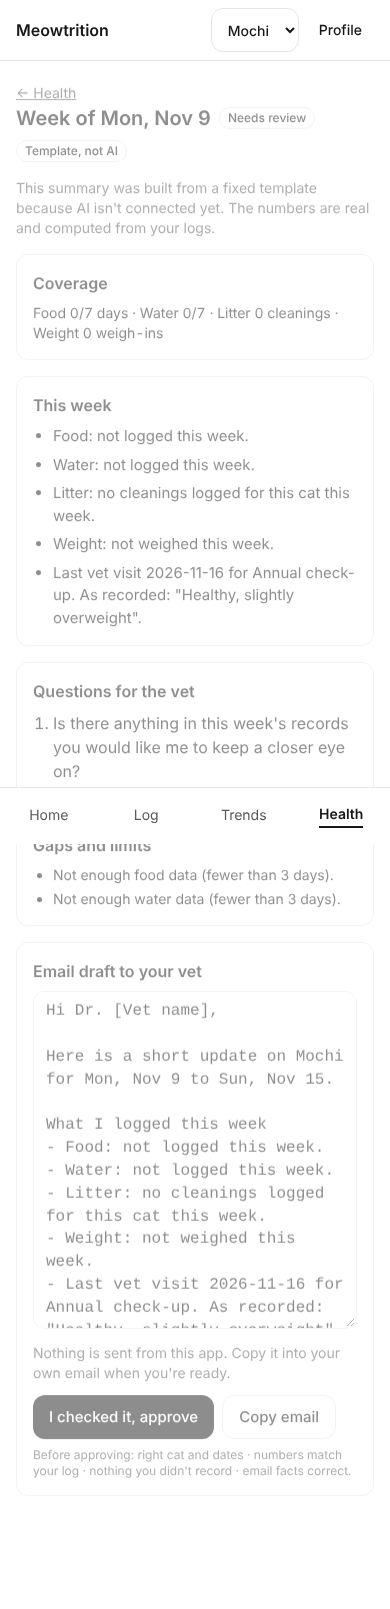 Meowtrition
Mochi
Profile
← Health
Week of Mon, Nov 9
Needs review
Template, not AI
This summary was built from a fixed template
because AI isn't connected yet. The numbers are real
and computed from your logs.
Coverage
Food 0/7 days · Water 0/7 · Litter 0 cleanings ·
Weight 0 weigh-ins
This week
• Food: not logged this week.
• Water: not logged this week.
• Litter: no cleanings logged for this cat this
week.
• Weight: not weighed this week.
• Last vet visit 2026-11-16 for Annual check-
up. As recorded: "Healthy, slightly
overweight".
Questions for the vet
1. Is there anything in this week's records
you would like me to keep a closer eye
on?
Home
Log
Trends
Health
Gaps and limits
• Not enough food data (fewer than 3 days).
• Not enough water data (fewer than 3 days).
Email draft to your vet
Hi Dr. [Vet name],
Here is a short update on Mochi
for Mon, Nov 9 to Sun, Nov 15.
What I logged this week
- Food: not logged this week.
- Water: not logged this week.
- Litter: no cleanings logged
for this cat this week.
- Weight: not weighed this
week.
- Last vet visit 2026-11-16 for
Annual check-up. As recorded:
"Healthy, slightly overweight"
Nothing is sent from this app. Copy it into your
own email when you're ready.
I checked it, approve
Copy email
Before approving: right cat and dates · numbers match
your log · nothing you didn't record · email facts correct.